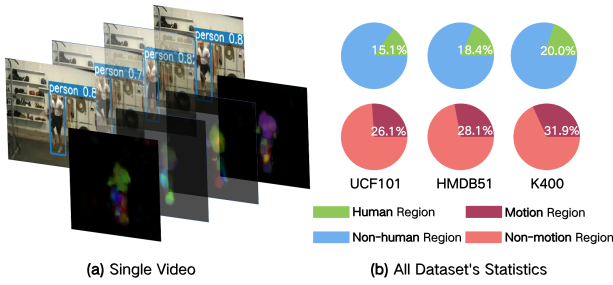 person 0.8
person 0.7
person 0.8
person 0.8
15.1%
18.4%
20.0%
26.1%
28.1%
31.9%
UCF101
HMDB51
K400
Human Region
Motion Region
Non-human Region
Non-motion Region
(a) Single Video
(b) All Dataset's Statistics